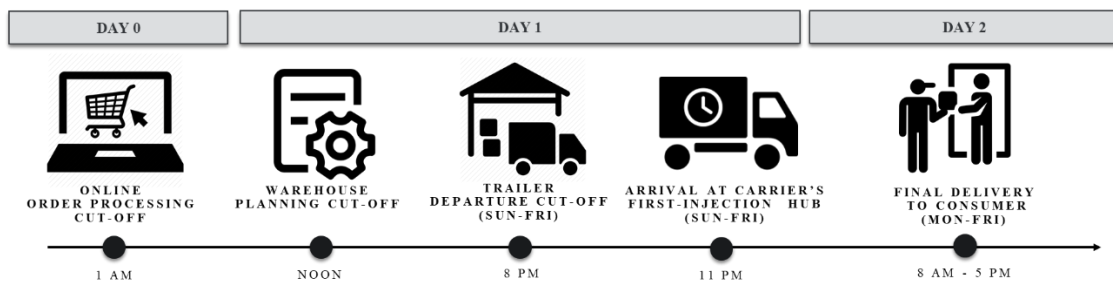 DAY 0
DAY 1
DAY 2
ONLINE
ORDER PROCESSING
CUT-OFF
WAREHOUSE
PLANNING CUT-OFF
TRAILER
DEPARTURE CUT-OFF
(SUN-FRI)
ARRIVAL AT CARRIER'S
FIRST-INJECTION HUB
(SUN-FRI)
FINAL DELIVERY
TO CONSUMER
(MON-FRI)
1 AM
NOON
8 PM
11 PM
8 AM - 5 PM